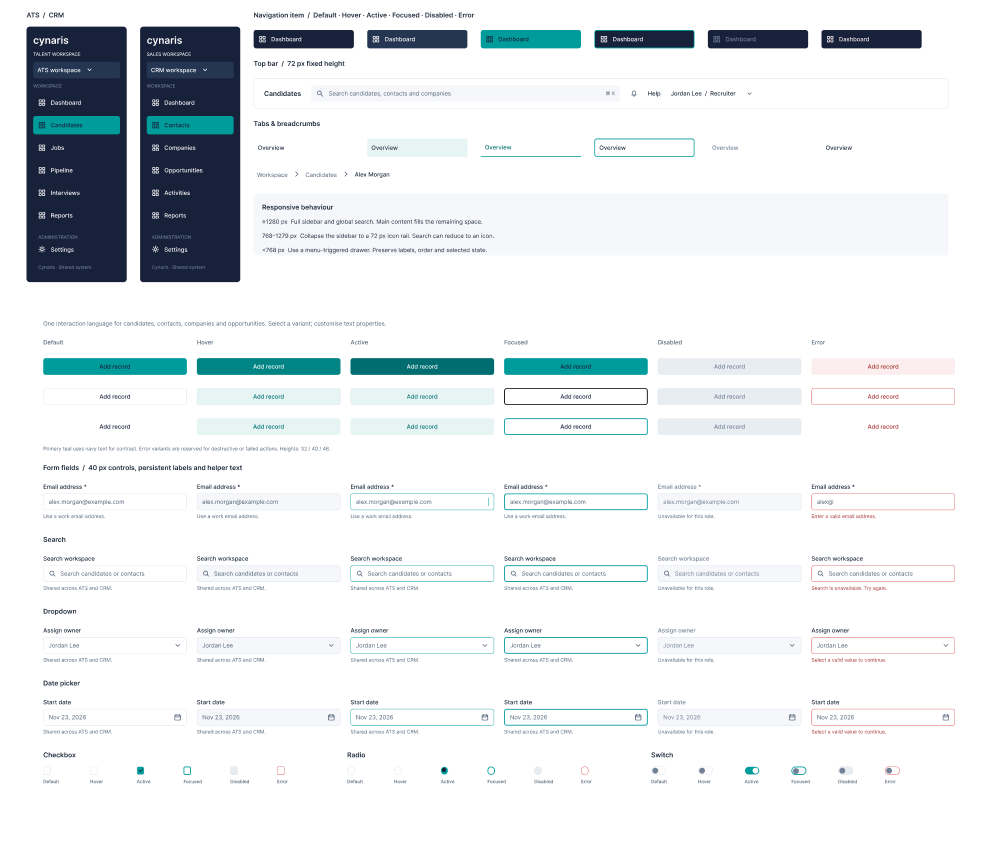 ATS / CRM
cynaris
TALENT WORKSPACE
ATS workspace
WORKSPACE
Dashboard
Candidates
Jobs
Pipeline
Interviews
Reports
ADMINISTRATION
Settings
Cynaris · Shared system
cynaris
SALES WORKSPACE
CRM workspace
WORKSPACE
Dashboard
Contacts
Companies
Opportunities
Activities
Reports
ADMINISTRATION
Settings
Cynaris · Shared system
Navigation item / Default · Hover · Active · Focused · Disabled · Error
Dashboard Dashboard Dashboard Dashboard Dashboard Dashboard
Top bar / 72 px fixed height
Candidates Search candidates, contacts and companies ⌘ K Help Jordan Lee / Recruiter
Tabs & breadcrumbs
Overview Overview Overview Overview Overview Overview
Workspace > Candidates > Alex Morgan
Responsive behaviour
≥1280 px Full sidebar and global search. Main content fills the remaining space.
768–1279 px Collapse the sidebar to a 72 px icon rail. Search can reduce to an icon.
<768 px Use a menu-triggered drawer. Preserve labels, order and selected state.
One interaction language for candidates, contacts, companies and opportunities. Select a variant; customise text properties.
Default Hover Active Focused Disabled Error
Add record Add record Add record Add record Add record Add record
Add record Add record Add record Add record Add record Add record
Add record Add record Add record Add record Add record Add record
Primary teal uses navy text for contrast. Error variants are reserved for destructive or failed actions. Heights: 32 / 40 / 48.
Form fields / 40 px controls, persistent labels and helper text
Email address * Email address * Email address * Email address * Email address * Email address *
alex.morgan@example.com alex.morgan@example.com alex.morgan@example.com alex.morgan@example.com alex.morgan@example.com alex@
Use a work email address. Use a work email address. Use a work email address. Use a work email address. Unavailable for this role. Enter a valid email address.
Search
Search workspace Search workspace Search workspace Search workspace Search workspace Search workspace
Search candidates or contacts Search candidates or contacts Search candidates or contacts Search candidates or contacts Search candidates or contacts Search candidates or contacts
Shared across ATS and CRM. Shared across ATS and CRM. Shared across ATS and CRM. Shared across ATS and CRM. Unavailable for this role. Search is unavailable. Try again.
Dropdown
Assign owner Assign owner Assign owner Assign owner Assign owner Assign owner
Jordan Lee Jordan Lee Jordan Lee Jordan Lee Jordan Lee Jordan Lee
Shared across ATS and CRM. Shared across ATS and CRM. Shared across ATS and CRM. Shared across ATS and CRM. Unavailable for this role. Select a valid value to continue.
Date picker
Start date Start date Start date Start date Start date Start date
Nov 23, 2026 Nov 23, 2026 Nov 23, 2026 Nov 23, 2026 Nov 23, 2026 Nov 23, 2026
Shared across ATS and CRM. Shared across ATS and CRM. Shared across ATS and CRM. Shared across ATS and CRM. Unavailable for this role. Select a valid value to continue.
Checkbox Radio Switch
Default Hover Active Focused Disabled Error Default Hover Active Focused Disabled Error Default Hover Active Focused Disabled Error